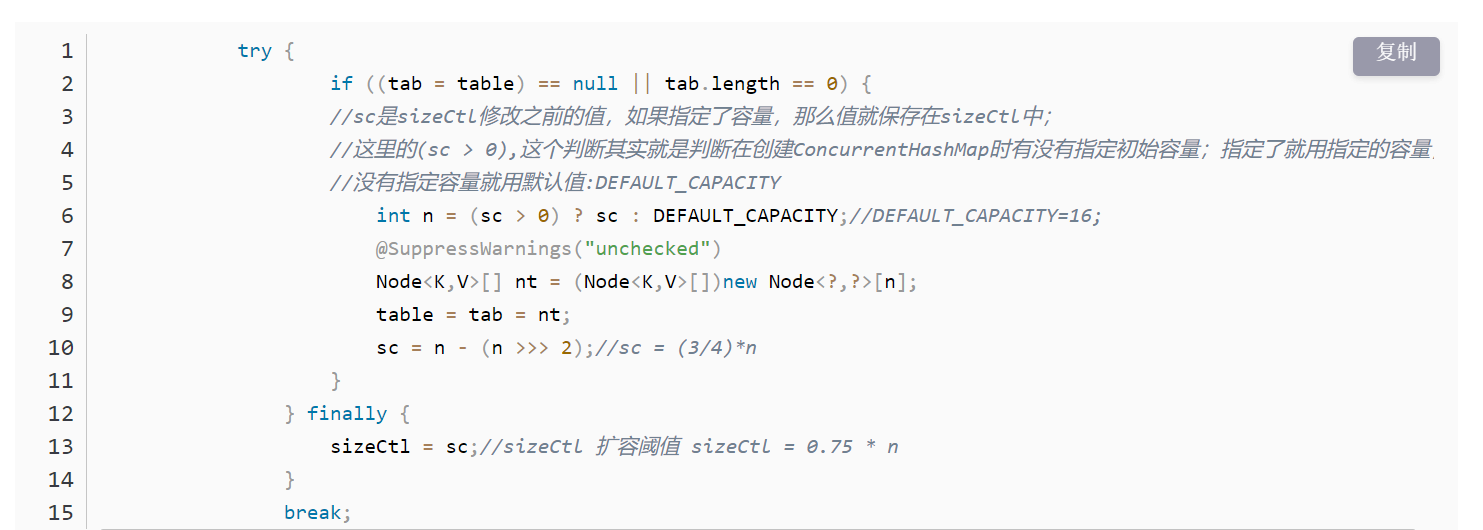 复制
1 try {
2 if ((tab = table) == null || tab.length == 0) {
3 //sc是sizeCtl修改之前的值，如果指定了容量，那么值就保存在sizeCtl中；
4 //这里的(sc > 0),这个判断其实就是判断在创建ConcurrentHashMap时有没有指定初始容量；指定了就用指定的容量，
5 //没有指定容量就用默认值:DEFAULT_CAPACITY
6 int n = (sc > 0) ? sc : DEFAULT_CAPACITY;//DEFAULT_CAPACITY=16;
7 @SuppressWarnings("unchecked")
8 Node<K,V>[] nt = (Node<K,V>[])new Node<?,?>[n];
9 table = tab = nt;
10 sc = n - (n >>> 2);//sc = (3/4)*n
11 }
12 } finally {
13 sizeCtl = sc;//sizeCtl 扩容阈值 sizeCtl = 0.75 * n
14 }
15 break;